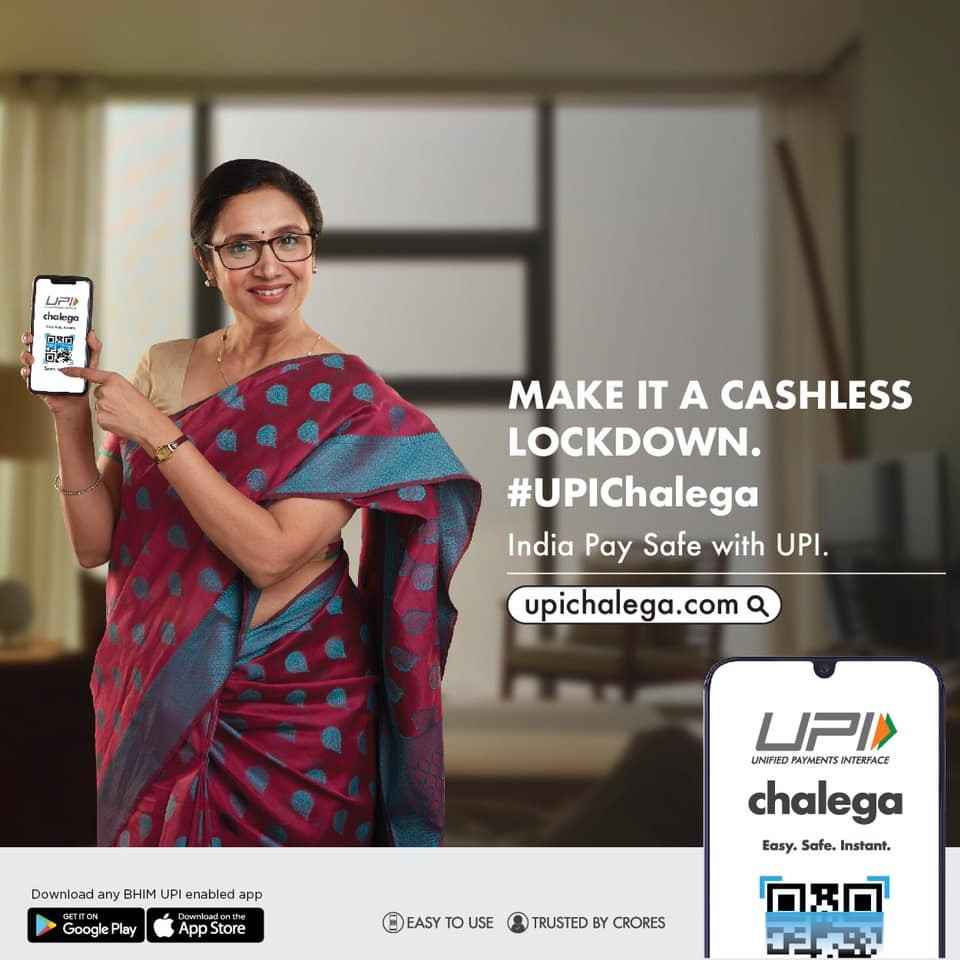 UPI
chalega
MAKE IT A CASHLESS
LOCKDOWN.
#UPIChalega
India Pay Safe with UPI.
upichalega.com
UPI
UNIFIED PAYMENTS INTERFACE
chalega
Easy. Safe. Instant.
Download any BHIM UPI enabled app
GET IT ON
Google Play
Download on the
App Store
EASY TO USE
TRUSTED BY CRORES